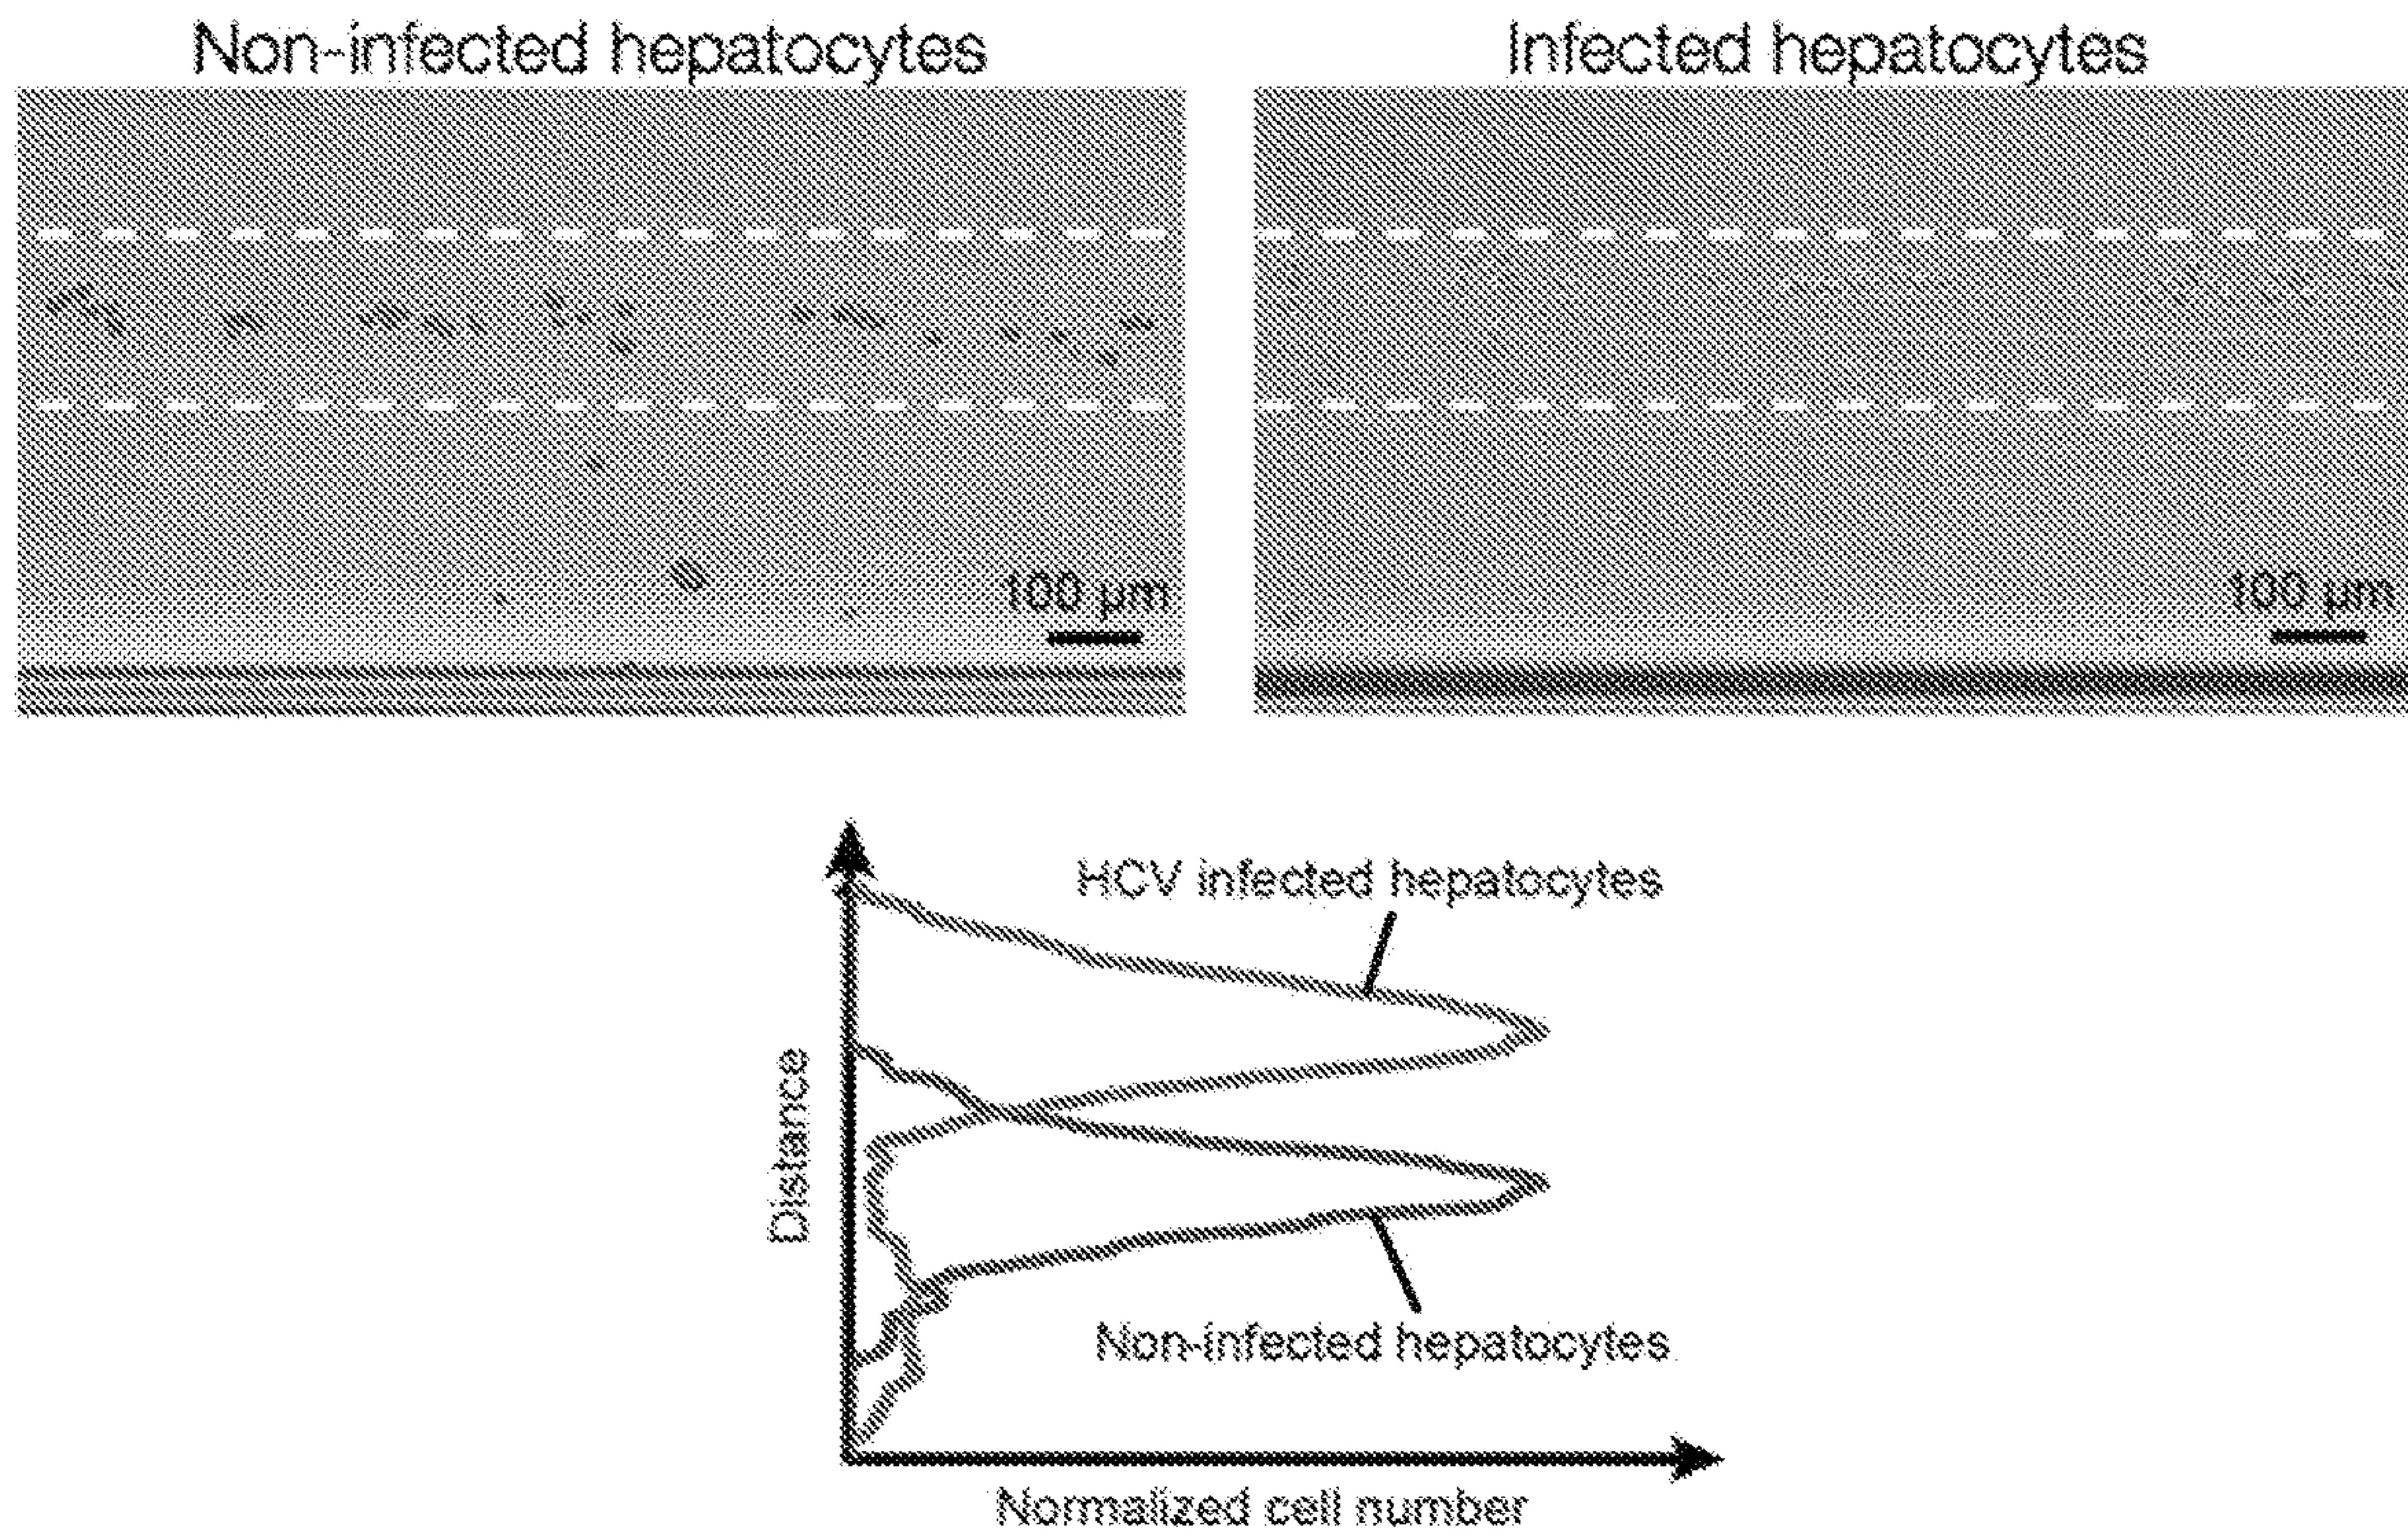 Non-infected hepatocytes
Infected hepatocytes
100 µm
100 µm
HCV infected hepatocytes
Distance
Non-infected hepatocytes
Normalized cell number